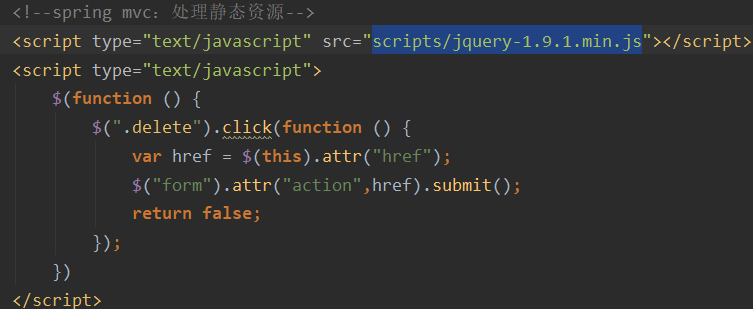 <!--spring mvc：处理静态资源-->
<script type="text/javascript" src="scripts/jquery-1.9.1.min.js"></script>
<script type="text/javascript">
    $(function () {
        $(".delete").click(function () {
            var href = $(this).attr("href");
            $("form").attr("action",href).submit();
            return false;
        });
    })
</script>